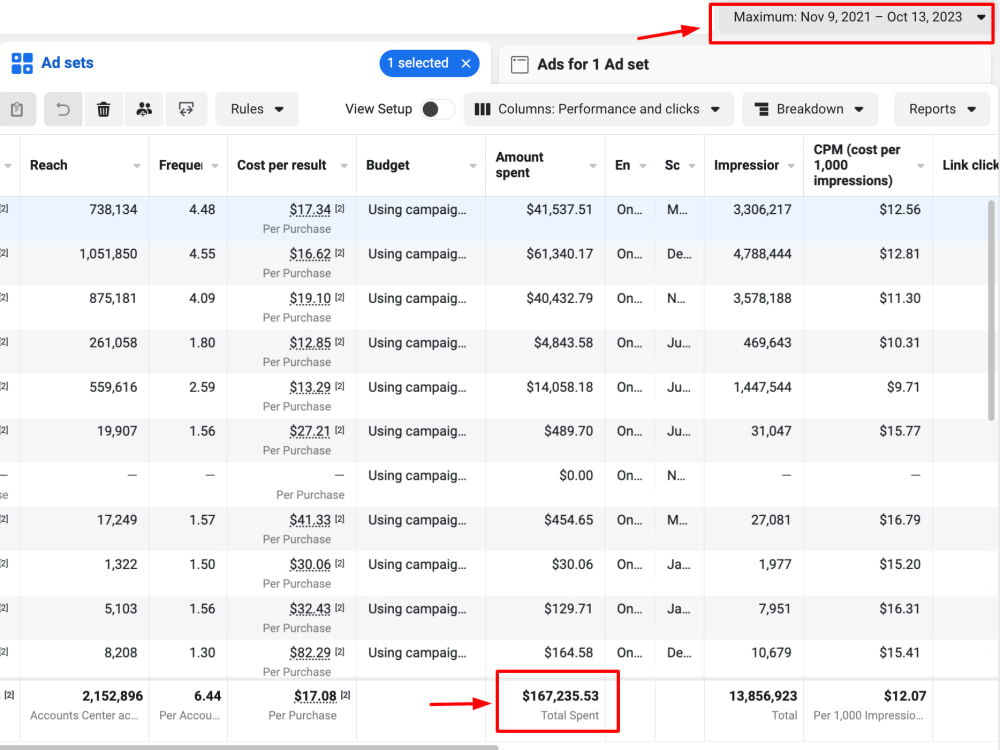 Maximum: Nov 9, 2021 – Oct 13, 2023
Ad sets
1 selected ×
Ads for 1 Ad set
Rules
View Setup
Columns: Performance and clicks
Breakdown
Reports
Reach
Frequer
Cost per result
Budget
Amount spent
En
Sc
Impression
CPM (cost per 1,000 impressions)
Link click
[2] 738,134 4.48 $17.34 [2] Using campaig... $41,537.51 On... M... 3,306,217 $12.56
Per Purchase
[2] 1,051,850 4.55 $16.62 [2] Using campaig... $61,340.17 On... De... 4,788,444 $12.81
Per Purchase
[2] 875,181 4.09 $19.10 [2] Using campaig... $40,432.79 On... N... 3,578,188 $11.30
Per Purchase
[2] 261,058 1.80 $12.85 [2] Using campaig... $4,843.58 On... Ju... 469,643 $10.31
Per Purchase
[2] 559,616 2.59 $13.29 [2] Using campaig... $14,058.18 On... Ju... 1,447,544 $9.71
Per Purchase
[2] 19,907 1.56 $27.21 [2] Using campaig... $489.70 On... Ju... 31,047 $15.77
Per Purchase
— — — — Using campaig... $0.00 On... N... — —
se Per Purchase
[2] 17,249 1.57 $41.33 [2] Using campaig... $454.65 On... M... 27,081 $16.79
Per Purchase
[2] 1,322 1.50 $30.06 [2] Using campaig... $30.06 On... Ja... 1,977 $15.20
Per Purchase
[2] 5,103 1.56 $32.43 [2] Using campaig... $129.71 On... Ja... 7,951 $16.31
Per Purchase
[2] 8,208 1.30 $82.29 [2] Using campaig... $164.58 On... De... 10,679 $15.41
Per Purchase
[2] 2,152,896 6.44 $17.08 [2] $167,235.53 13,856,923 $12.07
Accounts Center ac... Per Accou... Per Purchase Total Spent Total Per 1,000 Impressio...